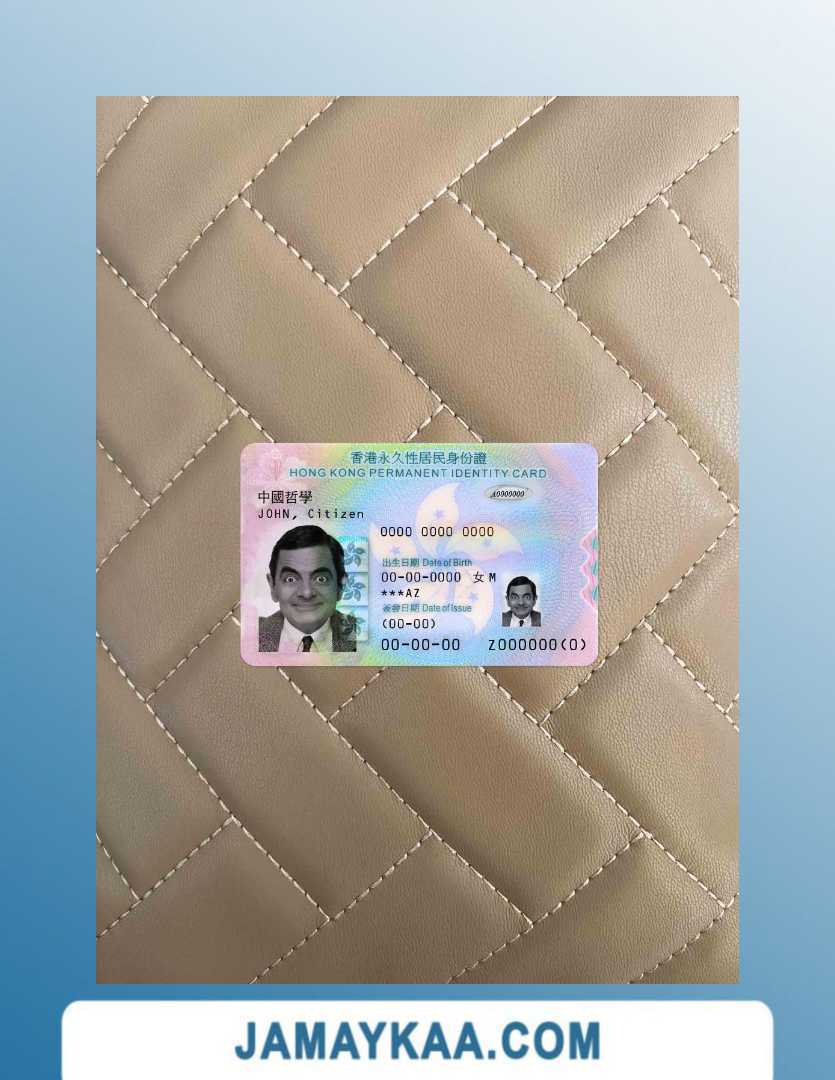 香港永久性居民身份證
HONG KONG PERMANENT IDENTITY CARD
中國哲學
A0000000
JOHN, Citizen
0000 0000 0000
出生日期 Date of Birth
00-00-0000 女 M
***AZ
簽發日期 Date of Issue
(00-00)
00-00-00 Z000000(0)
JAMAYKAA.COM